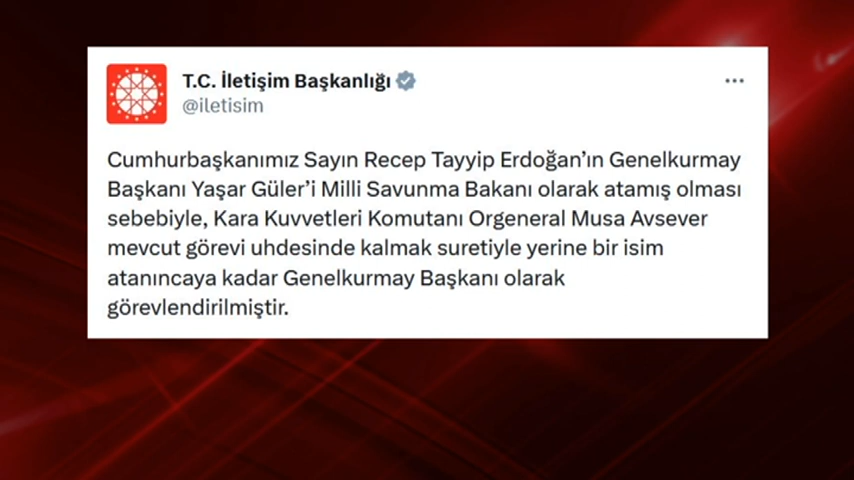 T.C. İletişim Başkanlığı
@iletisim
Cumhurbaşkanımız Sayın Recep Tayyip Erdoğan’ın Genelkurmay
Başkanı Yaşar Güler’i Milli Savunma Bakanı olarak atamış olması
sebebiyle, Kara Kuvvetleri Komutanı Orgeneral Musa Avsever
mevcut görevi uhdesinde kalmak suretiyle yerine bir isim
atanıncaya kadar Genelkurmay Başkanı olarak
görevlendirilmiştir.